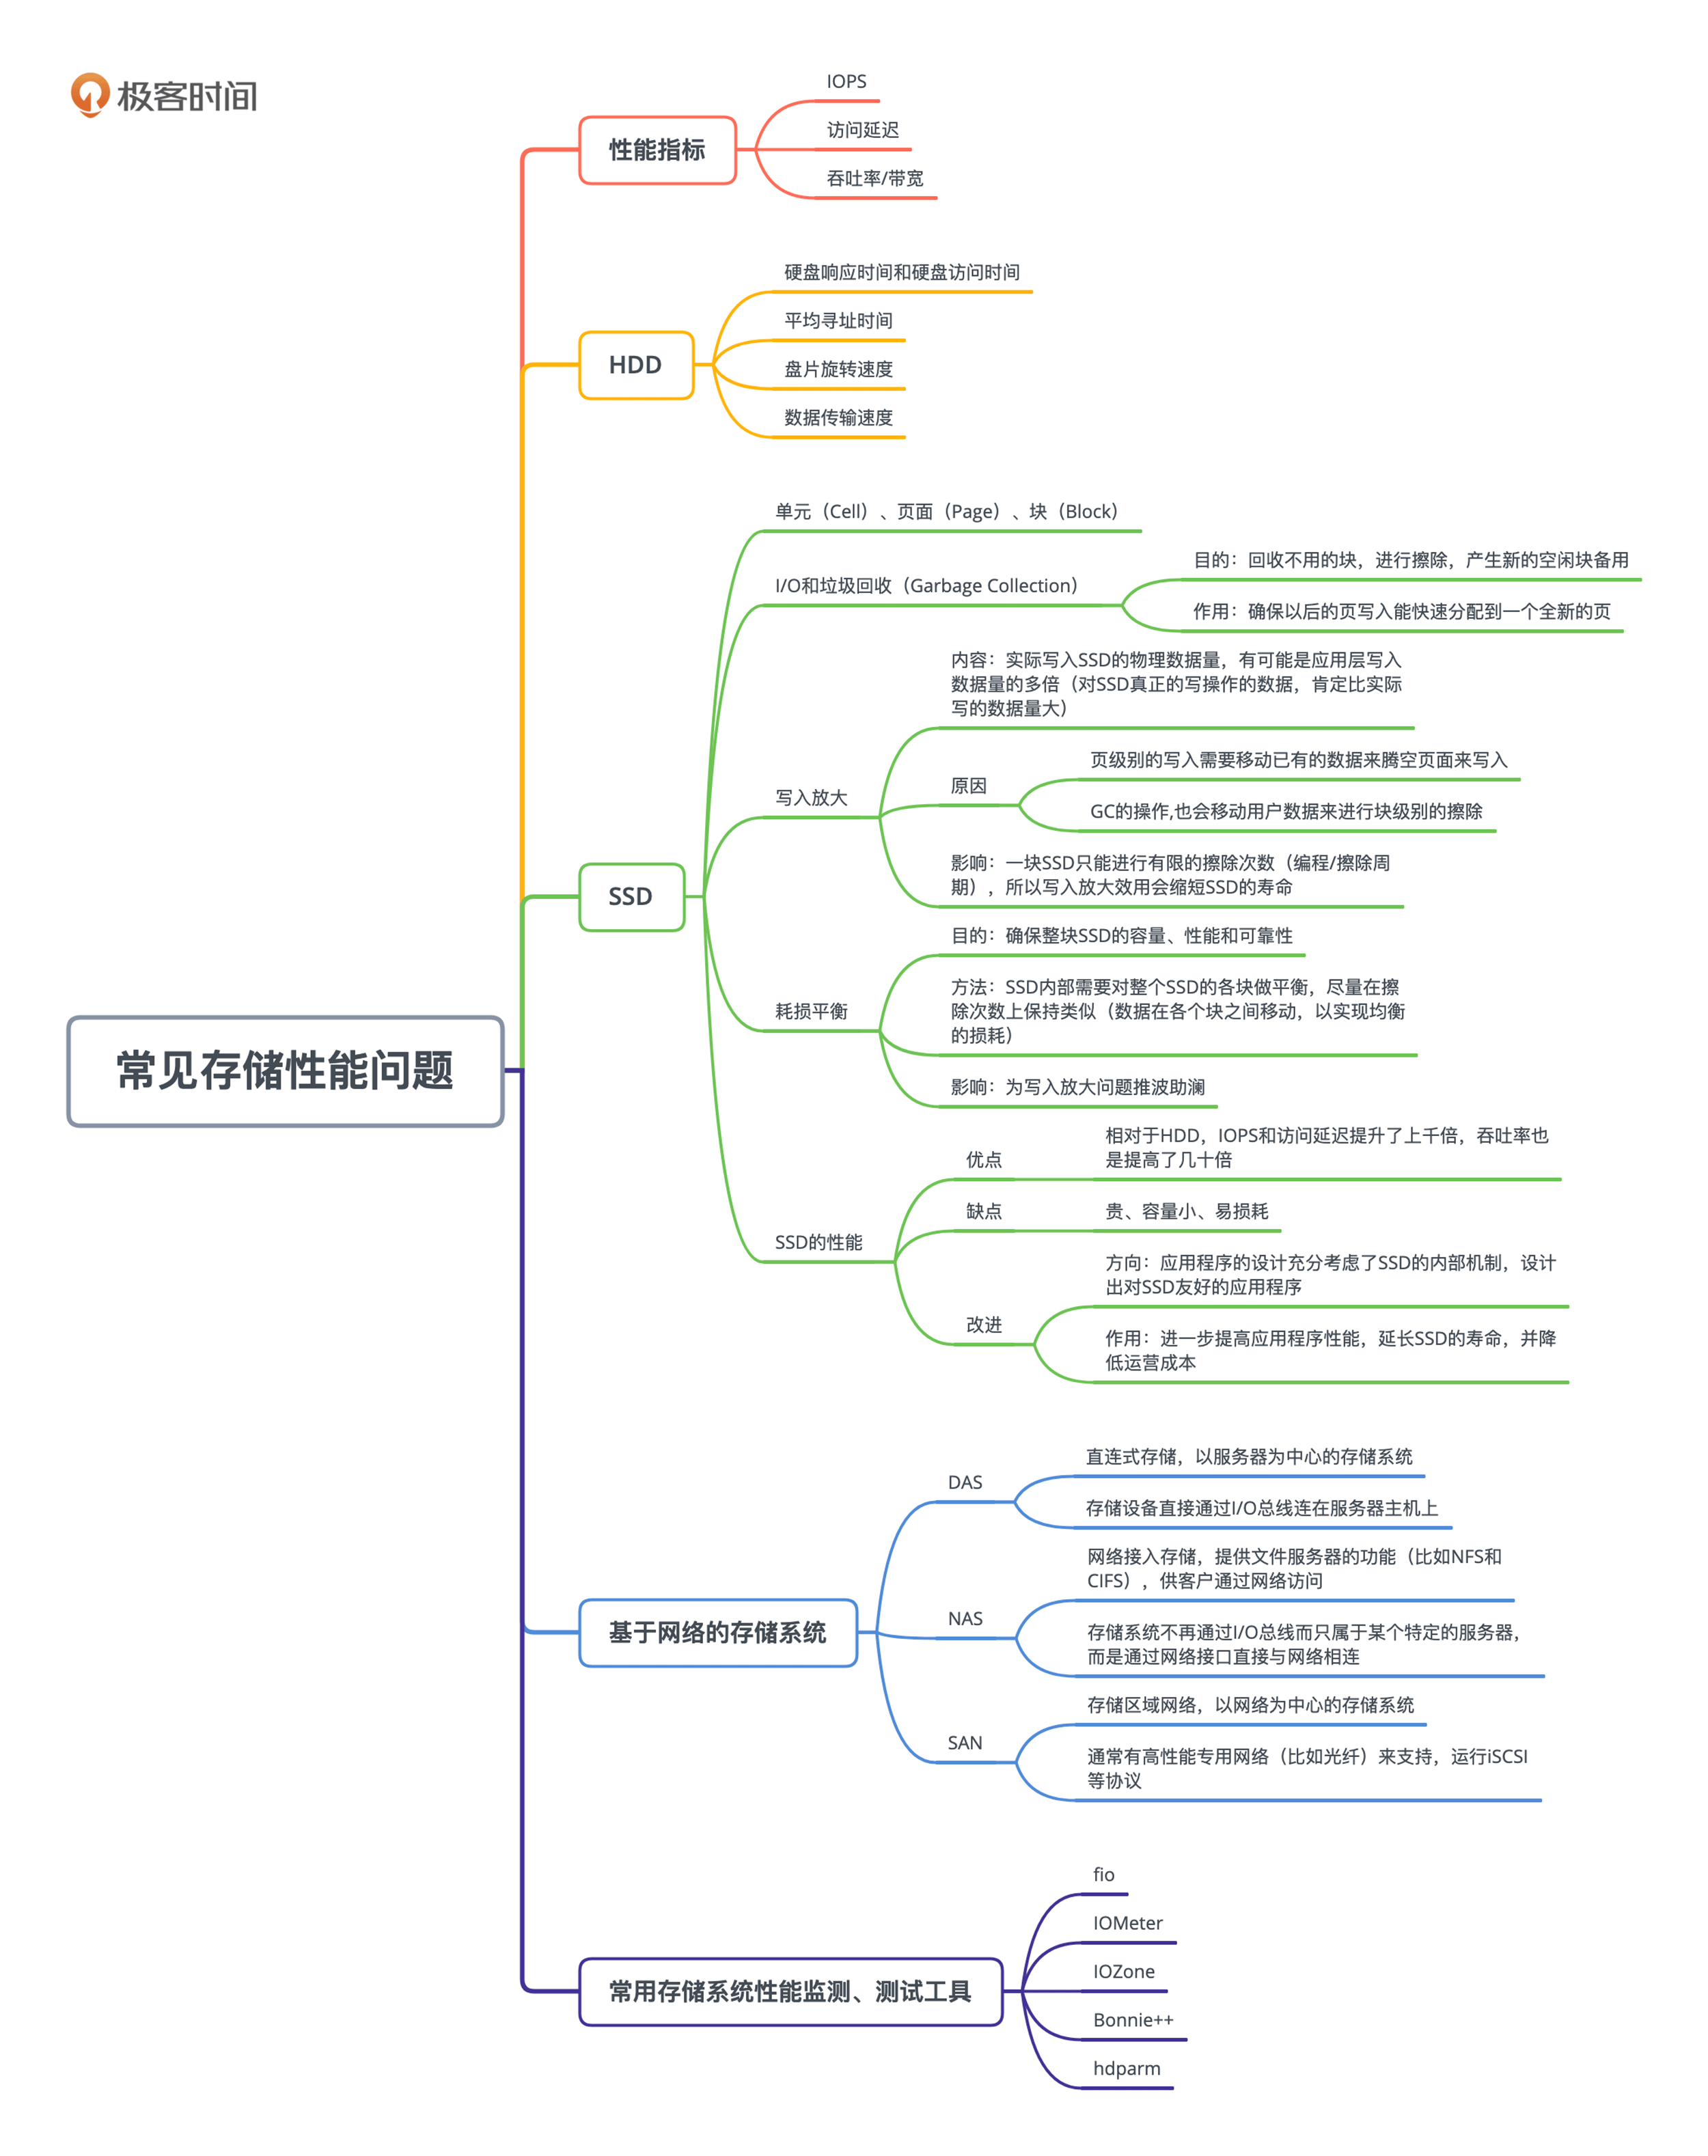 极客时间
常见存储性能问题
性能指标
IOPS
访问延迟
吞吐率/带宽
HDD
硬盘响应时间和硬盘访问时间
平均寻址时间
盘片旋转速度
数据传输速度
SSD
单元（Cell）、页面（Page）、块（Block）
I/O和垃圾回收（Garbage Collection）
目的：回收不用的块，进行擦除，产生新的空闲块备用
作用：确保以后的页写入能快速分配到一个全新的页
写入放大
内容：实际写入SSD的物理数据量，有可能是应用层写入
数据量的多倍（对SSD真正的写操作的数据，肯定比实际
写的数据量大）
原因
页级别的写入需要移动已有的数据来腾空页面来写入
GC的操作,也会移动用户数据来进行块级别的擦除
影响：一块SSD只能进行有限的擦除次数（编程/擦除周
期），所以写入放大效用会缩短SSD的寿命
耗损平衡
目的：确保整块SSD的容量、性能和可靠性
方法：SSD内部需要对整个SSD的各块做平衡，尽量在擦
除次数上保持类似（数据在各个块之间移动，以实现均衡
的损耗）
影响：为写入放大问题推波助澜
SSD的性能
优点
相对于HDD，IOPS和访问延迟提升了上千倍，吞吐率也
是提高了几十倍
缺点
贵、容量小、易损耗
改进
方向：应用程序的设计充分考虑了SSD的内部机制，设计
出对SSD友好的应用程序
作用：进一步提高应用程序性能，延长SSD的寿命，并降
低运营成本
基于网络的存储系统
DAS
直连式存储，以服务器为中心的存储系统
存储设备直接通过I/O总线连在服务器主机上
NAS
网络接入存储，提供文件服务器的功能（比如NFS和
CIFS），供客户通过网络访问
存储系统不再通过I/O总线而只属于某个特定的服务器，
而是通过网络接口直接与网络相连
SAN
存储区域网络，以网络为中心的存储系统
通常有高性能专用网络（比如光纤）来支持，运行iSCSI
等协议
常用存储系统性能监测、测试工具
fio
IOMeter
IOZone
Bonnie++
hdparm